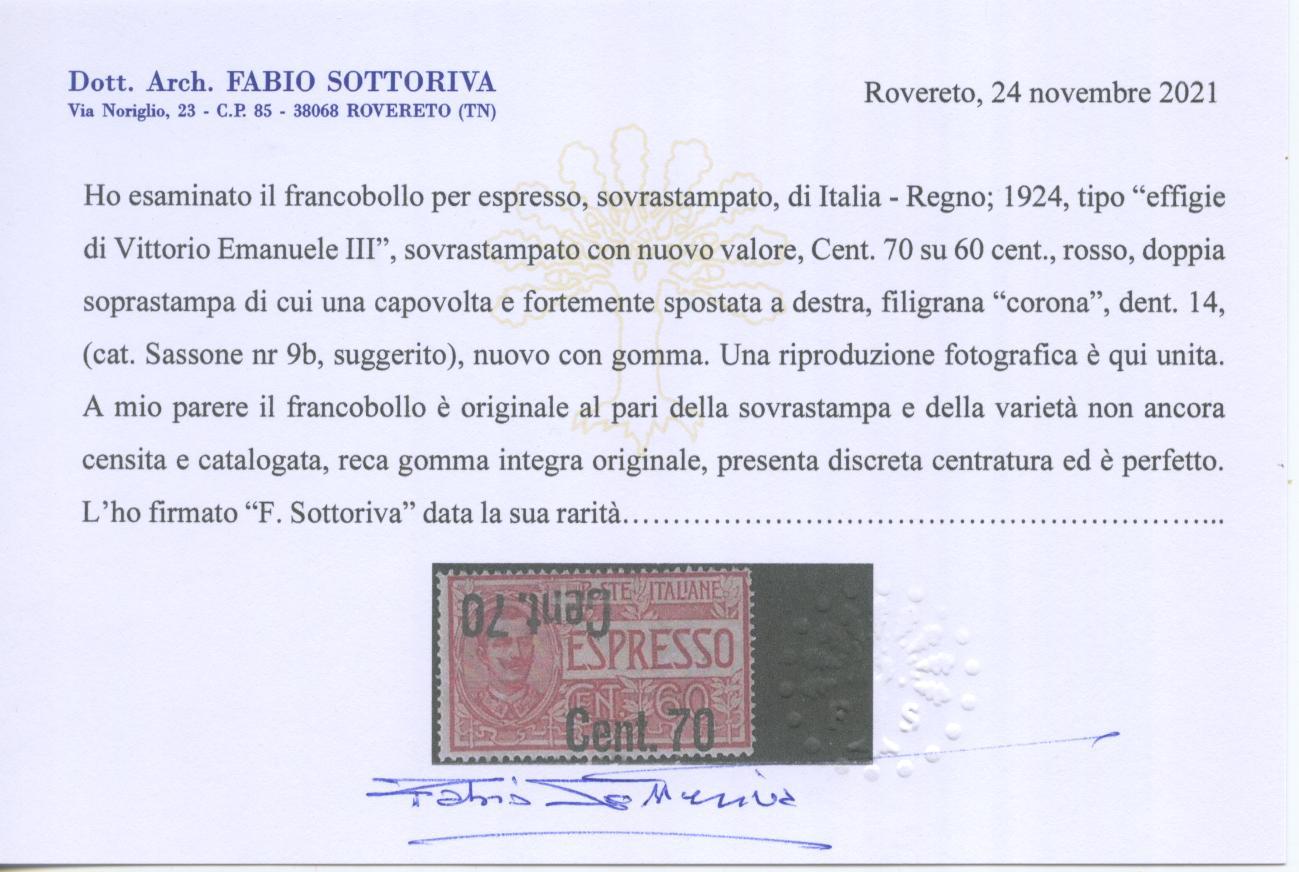 Dott. Arch. FABIO SOTTORIVA
Via Noriglio, 23 - C.P. 85 - 38068 ROVERETO (TN)
Rovereto, 24 novembre 2021
Ho esaminato il francobollo per espresso, sovrastampato, di Italia - Regno; 1924, tipo “effigie
di Vittorio Emanuele III”, sovrastampato con nuovo valore, Cent. 70 su 60 cent., rosso, doppia
soprastampa di cui una capovolta e fortemente spostata a destra, filigrana “corona”, dent. 14,
(cat. Sassone nr 9b, suggerito), nuovo con gomma. Una riproduzione fotografica è qui unita.
A mio parere il francobollo è originale al pari della sovrastampa e della varietà non ancora
censita e catalogata, reca gomma integra originale, presenta discreta centratura ed è perfetto.
L’ho firmato “F. Sottoriva” data la sua rarità……………………………………………………..
Cent. 70
POSTE ITALIANE
ESPRESSO
CENT. 60
Cent. 70
S
Fabio Sottoriva